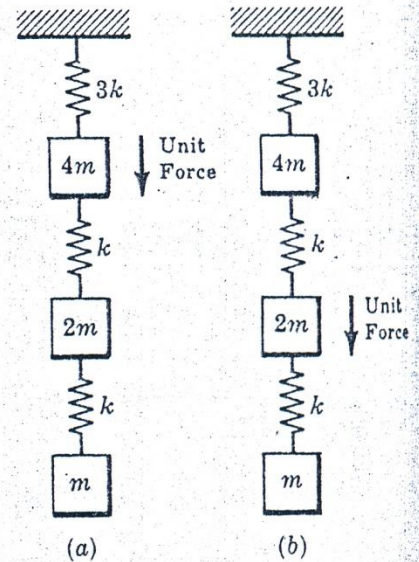 3k 3k
4m Unit Force 4m
k k
2m 2m Unit Force
k k
m m
(a) (b)